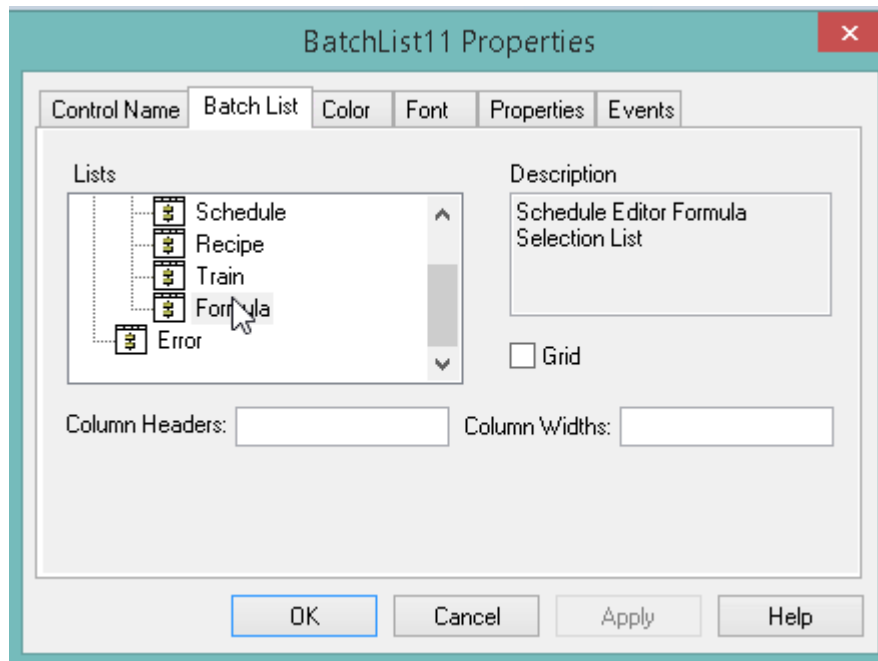 BatchList11 Properties
Control Name Batch List Color Font Properties Events
Lists
Schedule
Recipe
Train
Formula
Error
Description
Schedule Editor Formula
Selection List
Grid
Column Headers:
Column Widths:
OK Cancel Apply Help